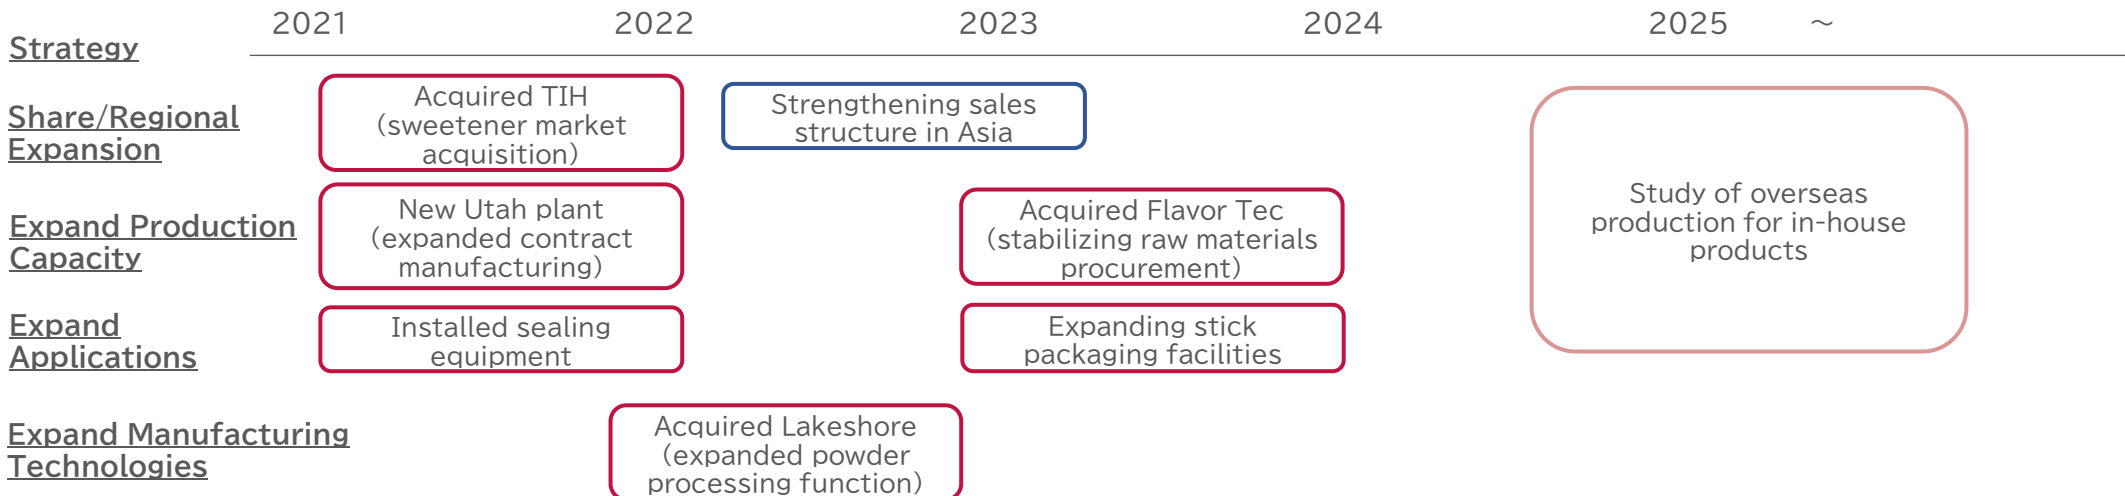 2021 2022 2023 2024 2025 ～
Strategy
Share/Regional
Expansion
Acquired TIH
(sweetener market
acquisition)
Strengthening sales
structure in Asia
Study of overseas
production for in-house
products
Expand Production
Capacity
New Utah plant
(expanded contract
manufacturing)
Acquired Flavor Tec
(stabilizing raw materials
procurement)
Expand
Applications
Installed sealing
equipment
Expanding stick
packaging facilities
Expand Manufacturing
Technologies
Acquired Lakeshore
(expanded powder
processing function)